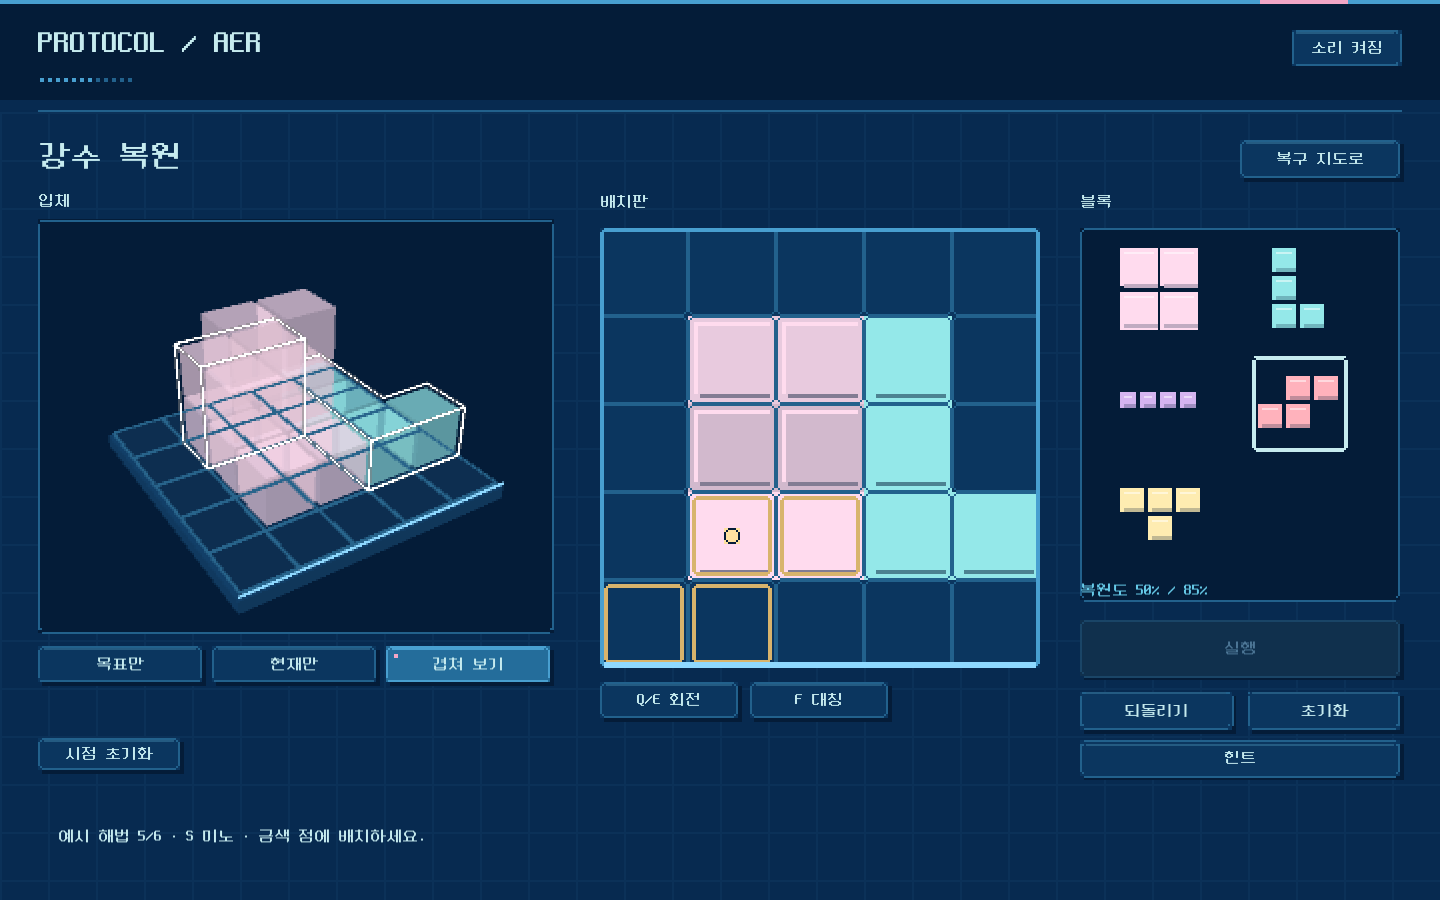 PROTOCOL / AER
소리 켜짐
강수 복원
복구 지도로
입체
배치판
블록
복원도 50% / 85%
목표만
현재만
겹쳐 보기
Q/E 회전
F 대칭
실행
되돌리기
초기화
시점 초기화
힌트
예시 해법 5/6 · S 미노 · 금색 점에 배치하세요.